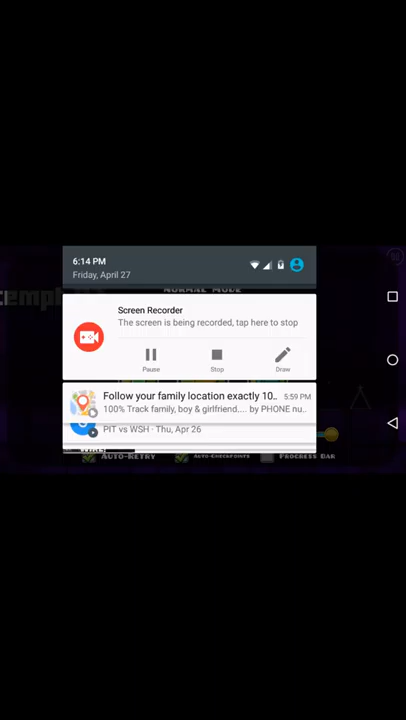 6:14 PM
Friday, April 27
NORMAL MODE
Screen Recorder
The screen is being recorded, tap here to stop
Pause
Stop
Draw
Follow your family location exactly 10.. 5:59 PM
100% Track family, boy & girlfriend.... by PHONE nu..
PIT vs WSH · Thu, Apr 26
AUTO-RETRY
AUTO-CHECKPOINTS
PROGRESS BAR